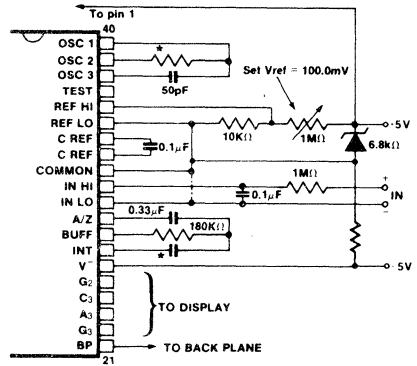 To pin 1
40
OSC 1
OSC 2
*
OSC 3
50pF
TEST
Set Vref = 100.0mV
REF HI
REF LO
10KΩ
1MΩ
-5V
6.8kΩ
C REF
0.1μF
C REF
COMMON
1MΩ
IN HI
+
0.1μF
IN
IN LO
−
0.33μF
A/Z
BUFF
180KΩ
INT
*
V⁻
-5V
G2
C3
TO DISPLAY
A3
G3
BP
TO BACK PLANE
21